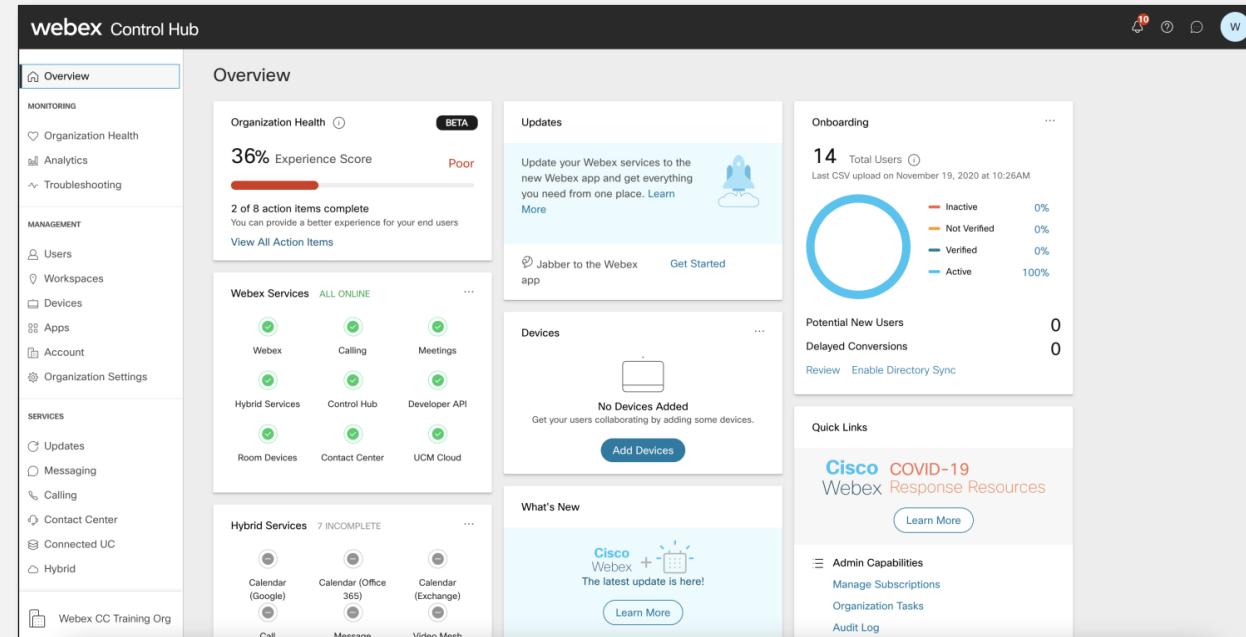 webex Control Hub
10
W
Overview
MONITORING
Organization Health
Analytics
Troubleshooting
MANAGEMENT
Users
Workspaces
Devices
Apps
Account
Organization Settings
SERVICES
Updates
Messaging
Calling
Contact Center
Connected UC
Hybrid
Webex CC Training Org
Overview
Organization Health
BETA
36% Experience Score
Poor
2 of 8 action items complete
You can provide a better experience for your end users
View All Action Items
Webex Services ALL ONLINE
Webex Calling Meetings
Hybrid Services Control Hub Developer API
Room Devices Contact Center UCM Cloud
Hybrid Services 7 INCOMPLETE
Calendar (Google)
Calendar (Office 365)
Calendar (Exchange)
Call Message Video Mesh
Updates
Update your Webex services to the
new Webex app and get everything
you need from one place. Learn
More
Jabber to the Webex
app
Get Started
Devices
No Devices Added
Get your users collaborating by adding some devices.
Add Devices
What's New
Cisco
Webex +
The latest update is here!
Learn More
Onboarding
14 Total Users
Last CSV upload on November 19, 2020 at 10:26AM
Inactive 0%
Not Verified 0%
Verified 0%
Active 100%
Potential New Users 0
Delayed Conversions 0
Review Enable Directory Sync
Quick Links
Cisco COVID-19
Webex Response Resources
Learn More
Admin Capabilities
Manage Subscriptions
Organization Tasks
Audit Log